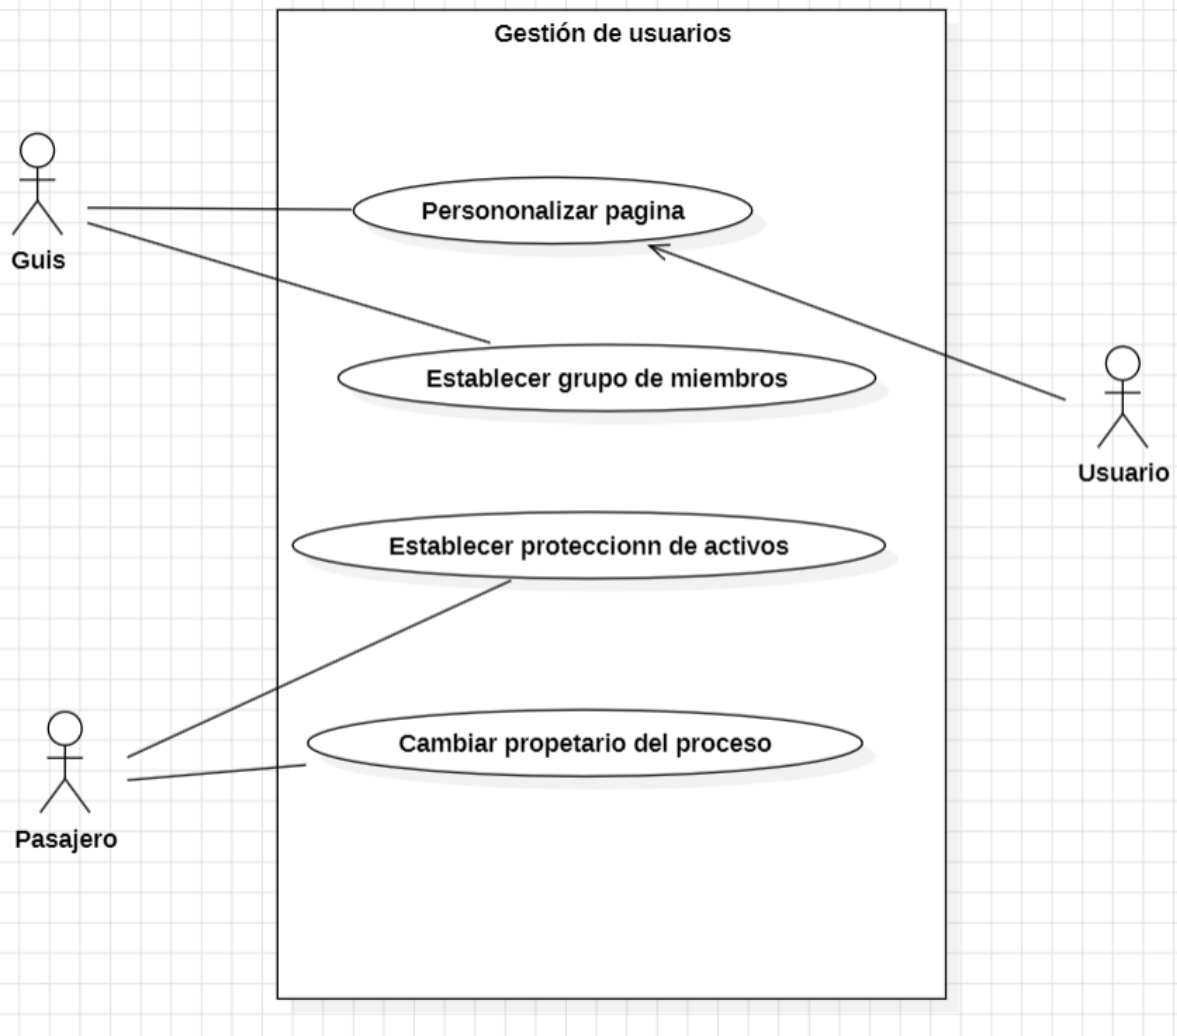 Gestión de usuarios
Persononalizar pagina
Guis
Establecer grupo de miembros
Usuario
Establecer proteccionn de activos
Cambiar propetario del proceso
Pasajero